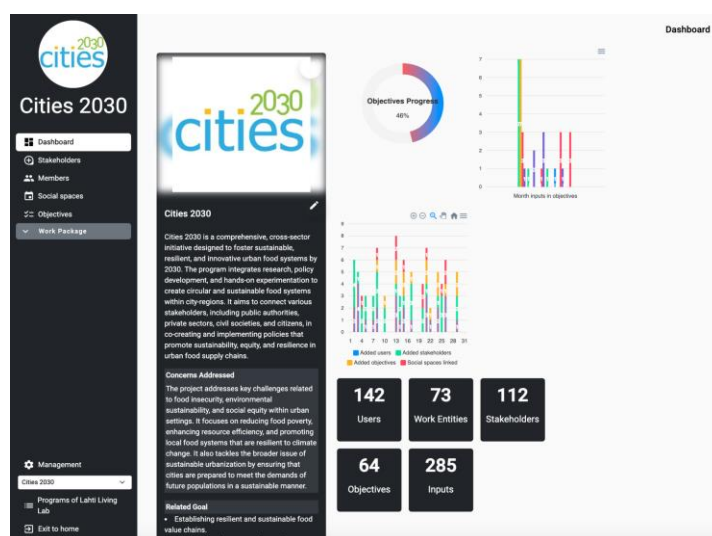 Dashboard
cities 2030
Cities 2030
Dashboard
Stakeholders
Members
Social spaces
Objectives
Work Package
Management
Cities 2030
Programs of Lahti Living
Lab
Exit to home
cities 2030
Cities 2030
Cities 2030 is a comprehensive, cross-sector
initiative designed to foster sustainable,
resilient, and innovative urban food systems by
2030. The program integrates research, policy
development, and hands-on experimentation to
create circular and sustainable food systems
within city-regions. It aims to connect various
stakeholders, including public authorities,
private sectors, civil societies, and citizens, in
co-creating and implementing policies that
promote sustainability, equity, and resilience in
urban food supply chains.
Concerns Addressed
The project addresses key challenges related
to food insecurity, environmental
sustainability, and social equity within urban
settings. It focuses on reducing food poverty,
enhancing resource efficiency, and promoting
local food systems that are resilient to climate
change. It also tackles the broader issue of
sustainable urbanization by ensuring that
cities are prepared to meet the demands of
future populations in a sustainable manner.
Related Goal
• Establishing resilient and sustainable food
value chains.
Objectives Progress
46%
7
6
5
4
3
2
1
0
Month inputs in objectives
9
8
7
6
5
4
3
2
1
0
1 4 7 10 13 16 19 22 25 28 31
Added users Added stakeholders
Added objectives Social spaces linked
142
Users
73
Work Entities
112
Stakeholders
64
Objectives
285
Inputs